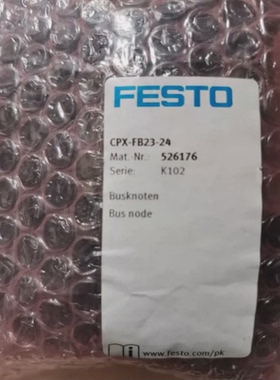 FESTO
CPX-FB23-24
Mat.-Nr.: 526176
Serie: K102
Busknoten
Bus node
www.festo.com/pk